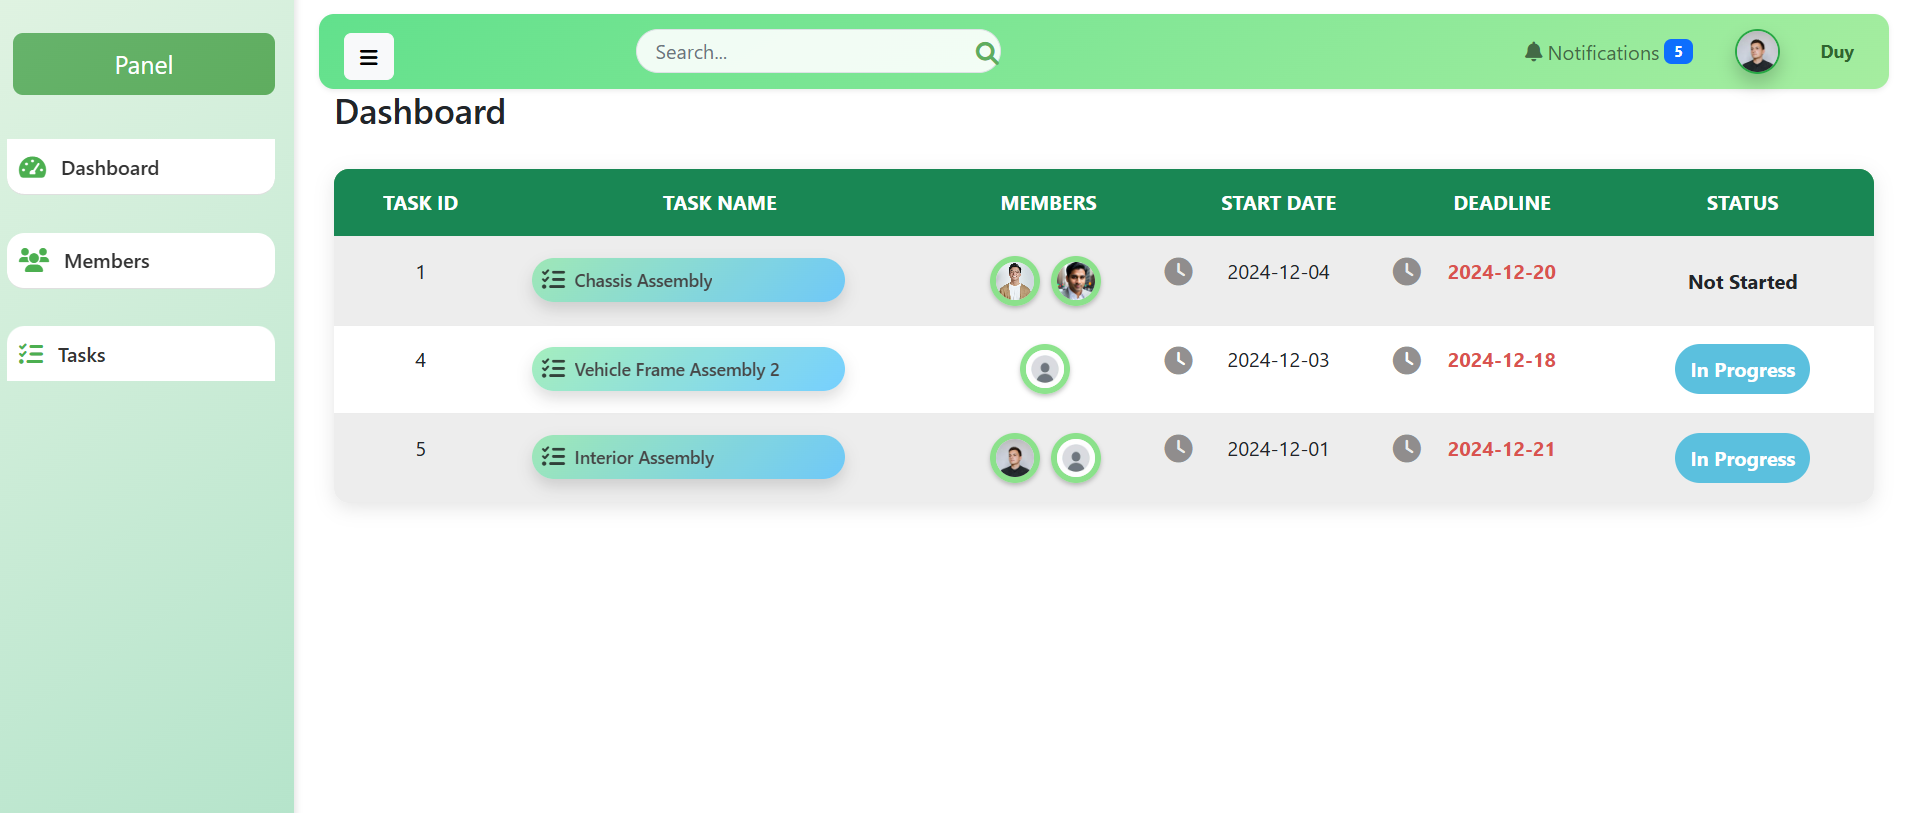 Panel
Dashboard
Members
Tasks
Search...
Notifications 5
Duy
Dashboard
TASK ID TASK NAME MEMBERS START DATE DEADLINE STATUS
1 Chassis Assembly 2024-12-04 2024-12-20 Not Started
4 Vehicle Frame Assembly 2 2024-12-03 2024-12-18 In Progress
5 Interior Assembly 2024-12-01 2024-12-21 In Progress